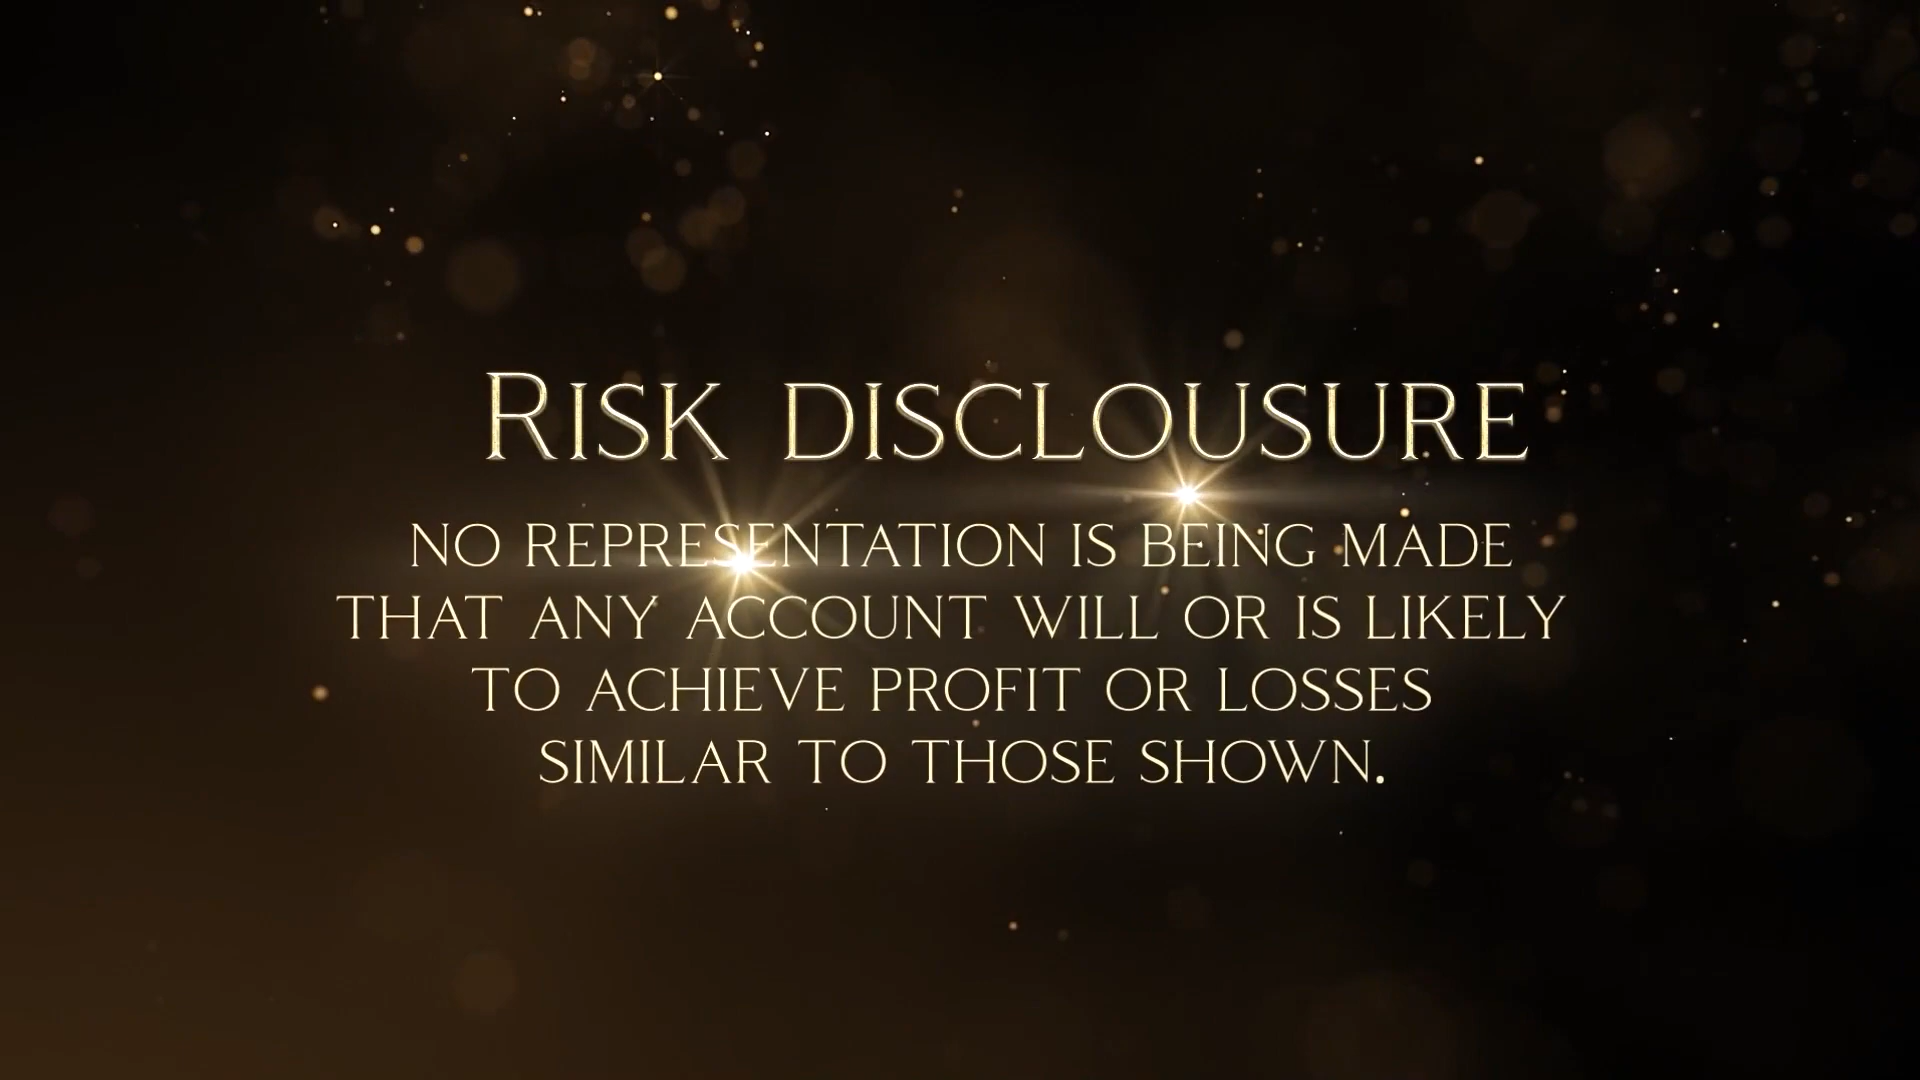 RISK DISCLOUSURE
NO REPRESENTATION IS BEING MADE
THAT ANY ACCOUNT WILL OR IS LIKELY
TO ACHIEVE PROFIT OR LOSSES
SIMILAR TO THOSE SHOWN.